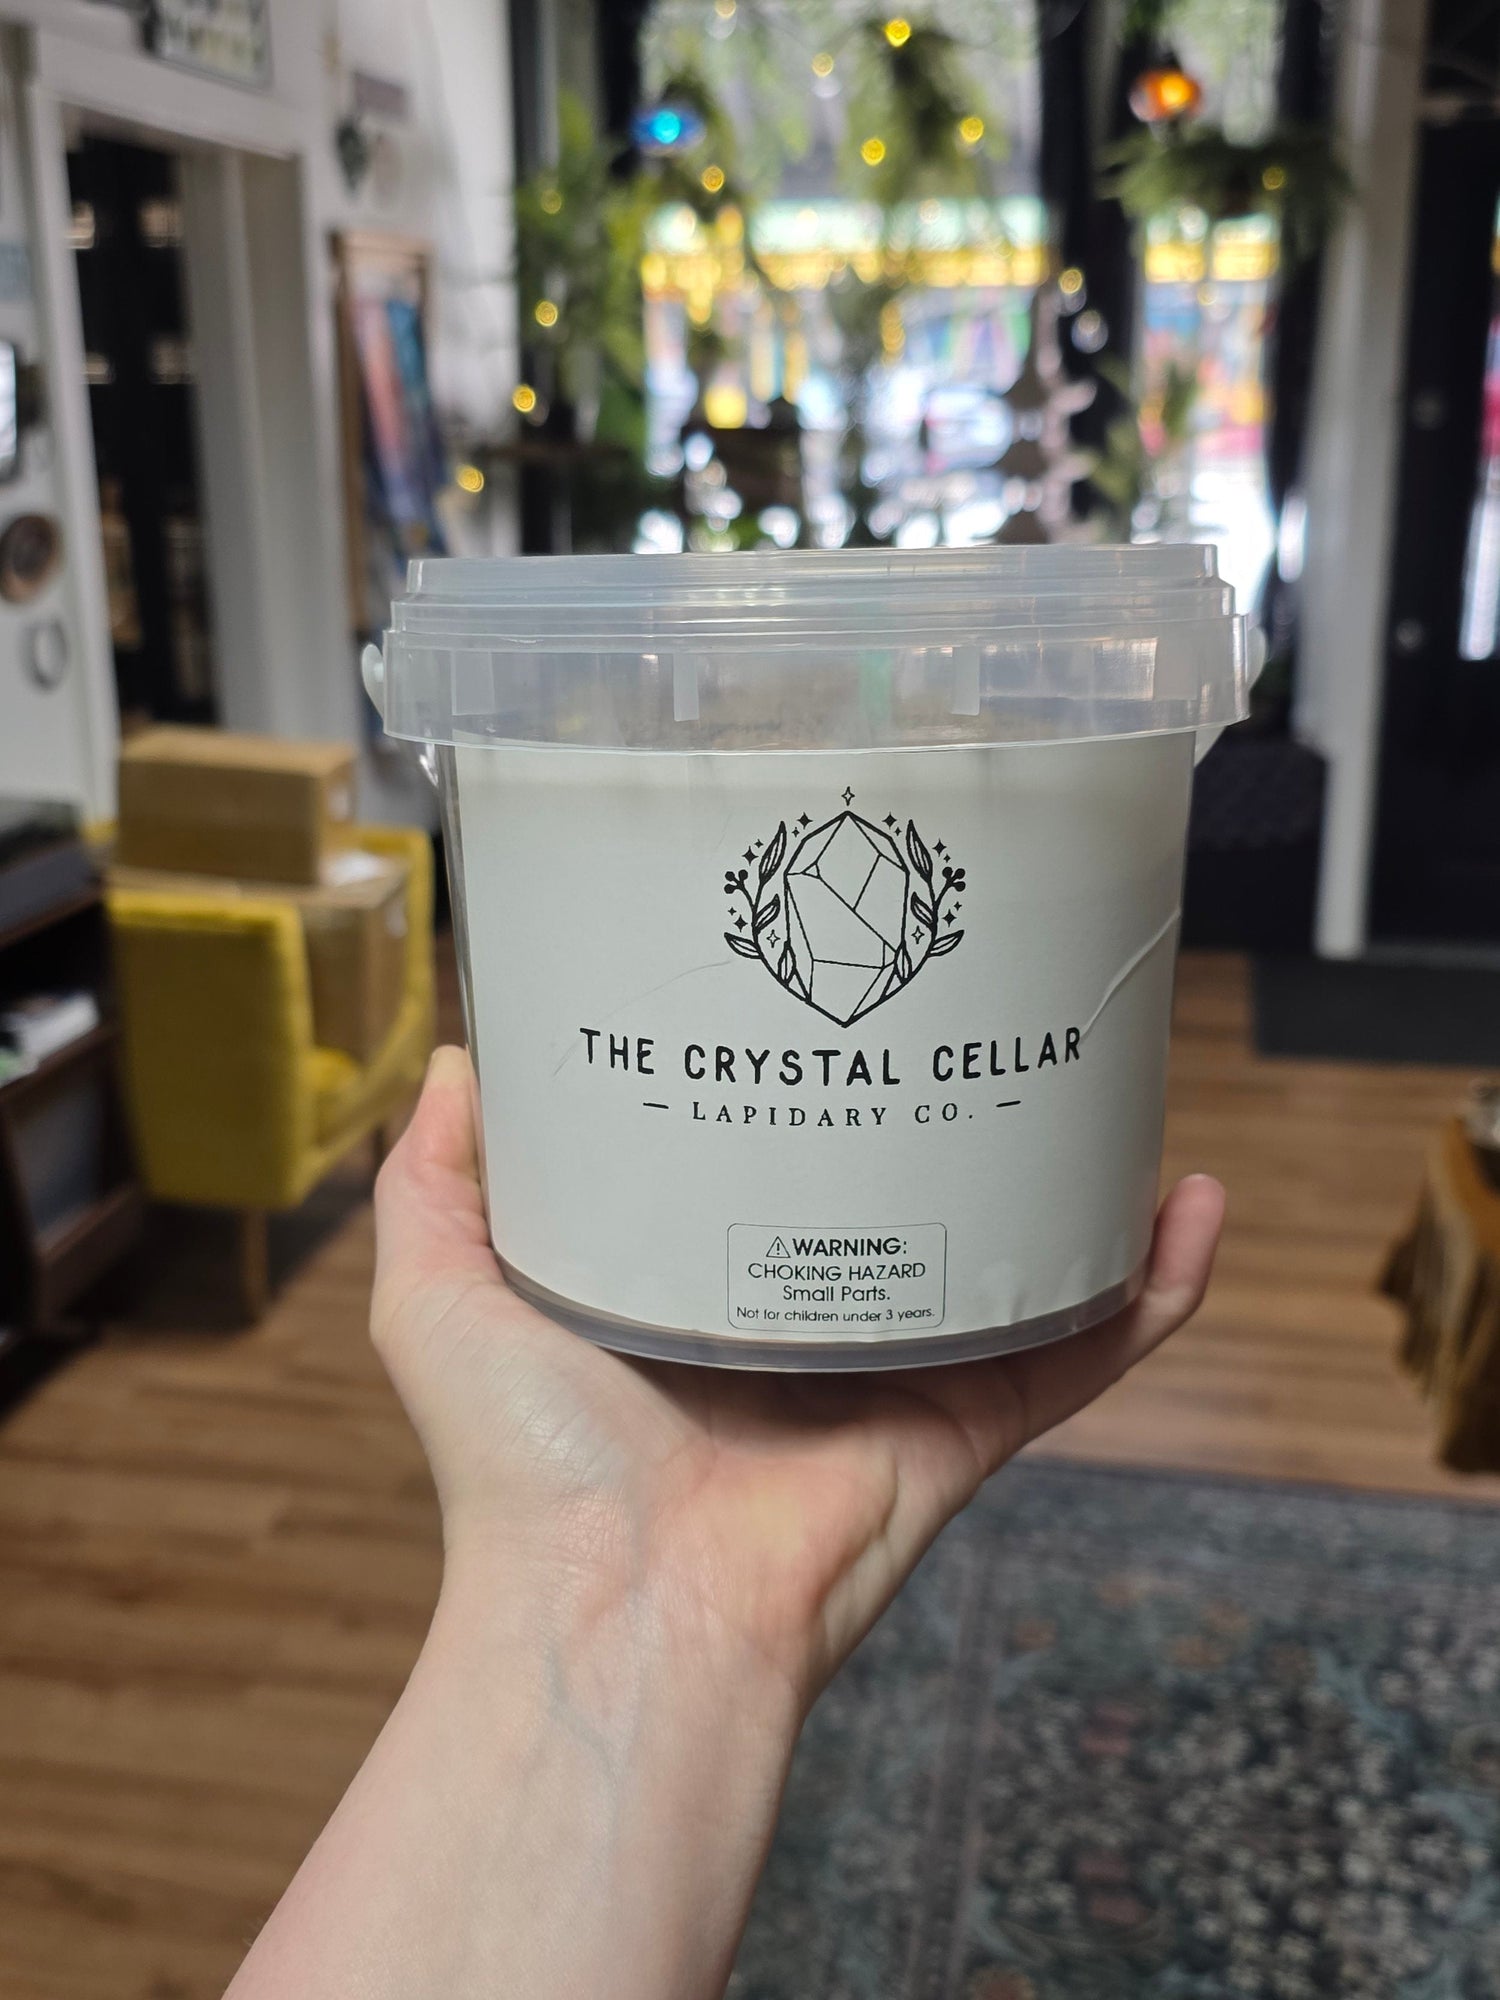 THE CRYSTAL CELLAR
— LAPIDARY CO. —
⚠WARNING:
CHOKING HAZARD
Small Parts.
Not for children under 3 years.